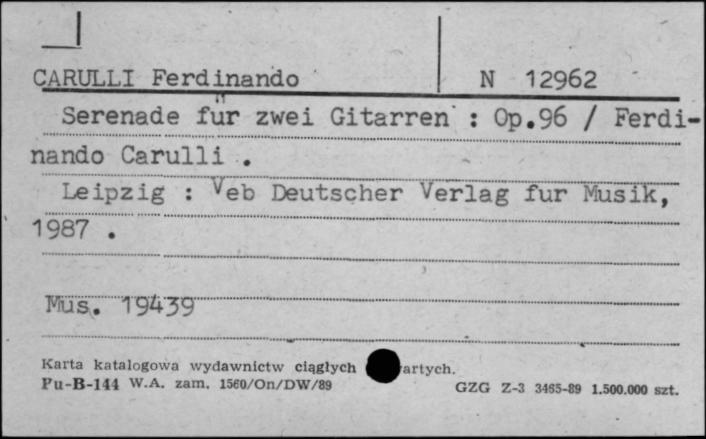 CARULLI Ferdinando N 12962
Serenade für zwei Gitarren : Op.96 / Ferdi-
nando Carulli .
Leipzig : Veb Deutscher Verlag fur Musik,
1987 .
Mus. 19439
Karta katalogowa wydawnictw ciągłych artych.
Pu-B-144 W.A. zam. 1560/On/DW/89 GZG Z-3 3465-89 1.500.000 szt.